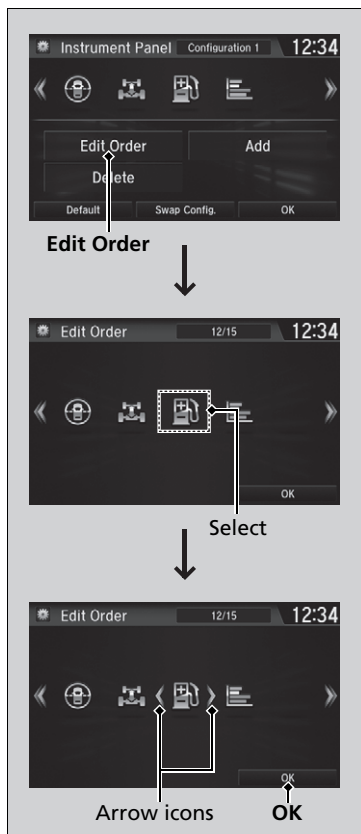 Instrument Panel Configuration 1 12:34
Edit Order Add
Delete
Default Swap Config. OK
Edit Order
Edit Order 12/15 12:34
OK
Select
Edit Order 12/15 12:34
OK
Arrow icons OK